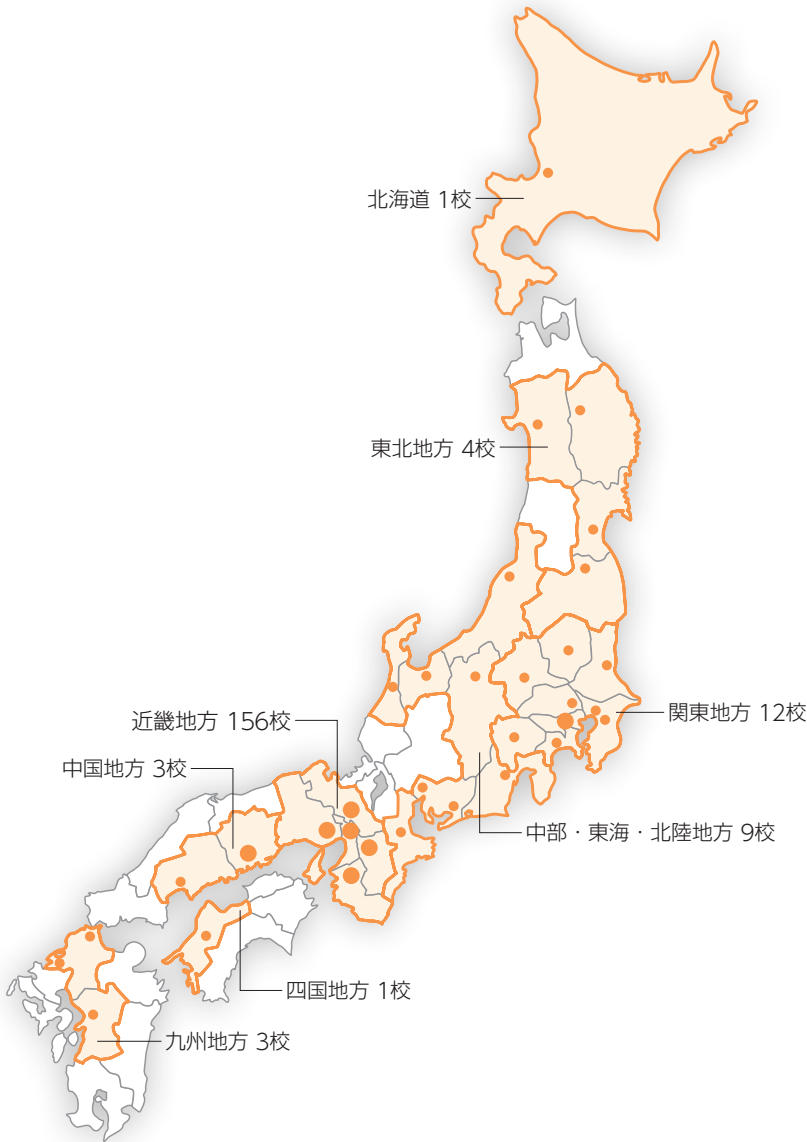 北海道 1校
東北地方 4校
関東地方 12校
近畿地方 156校
中国地方 3校
中部・東海・北陸地方 9校
四国地方 1校
九州地方 3校